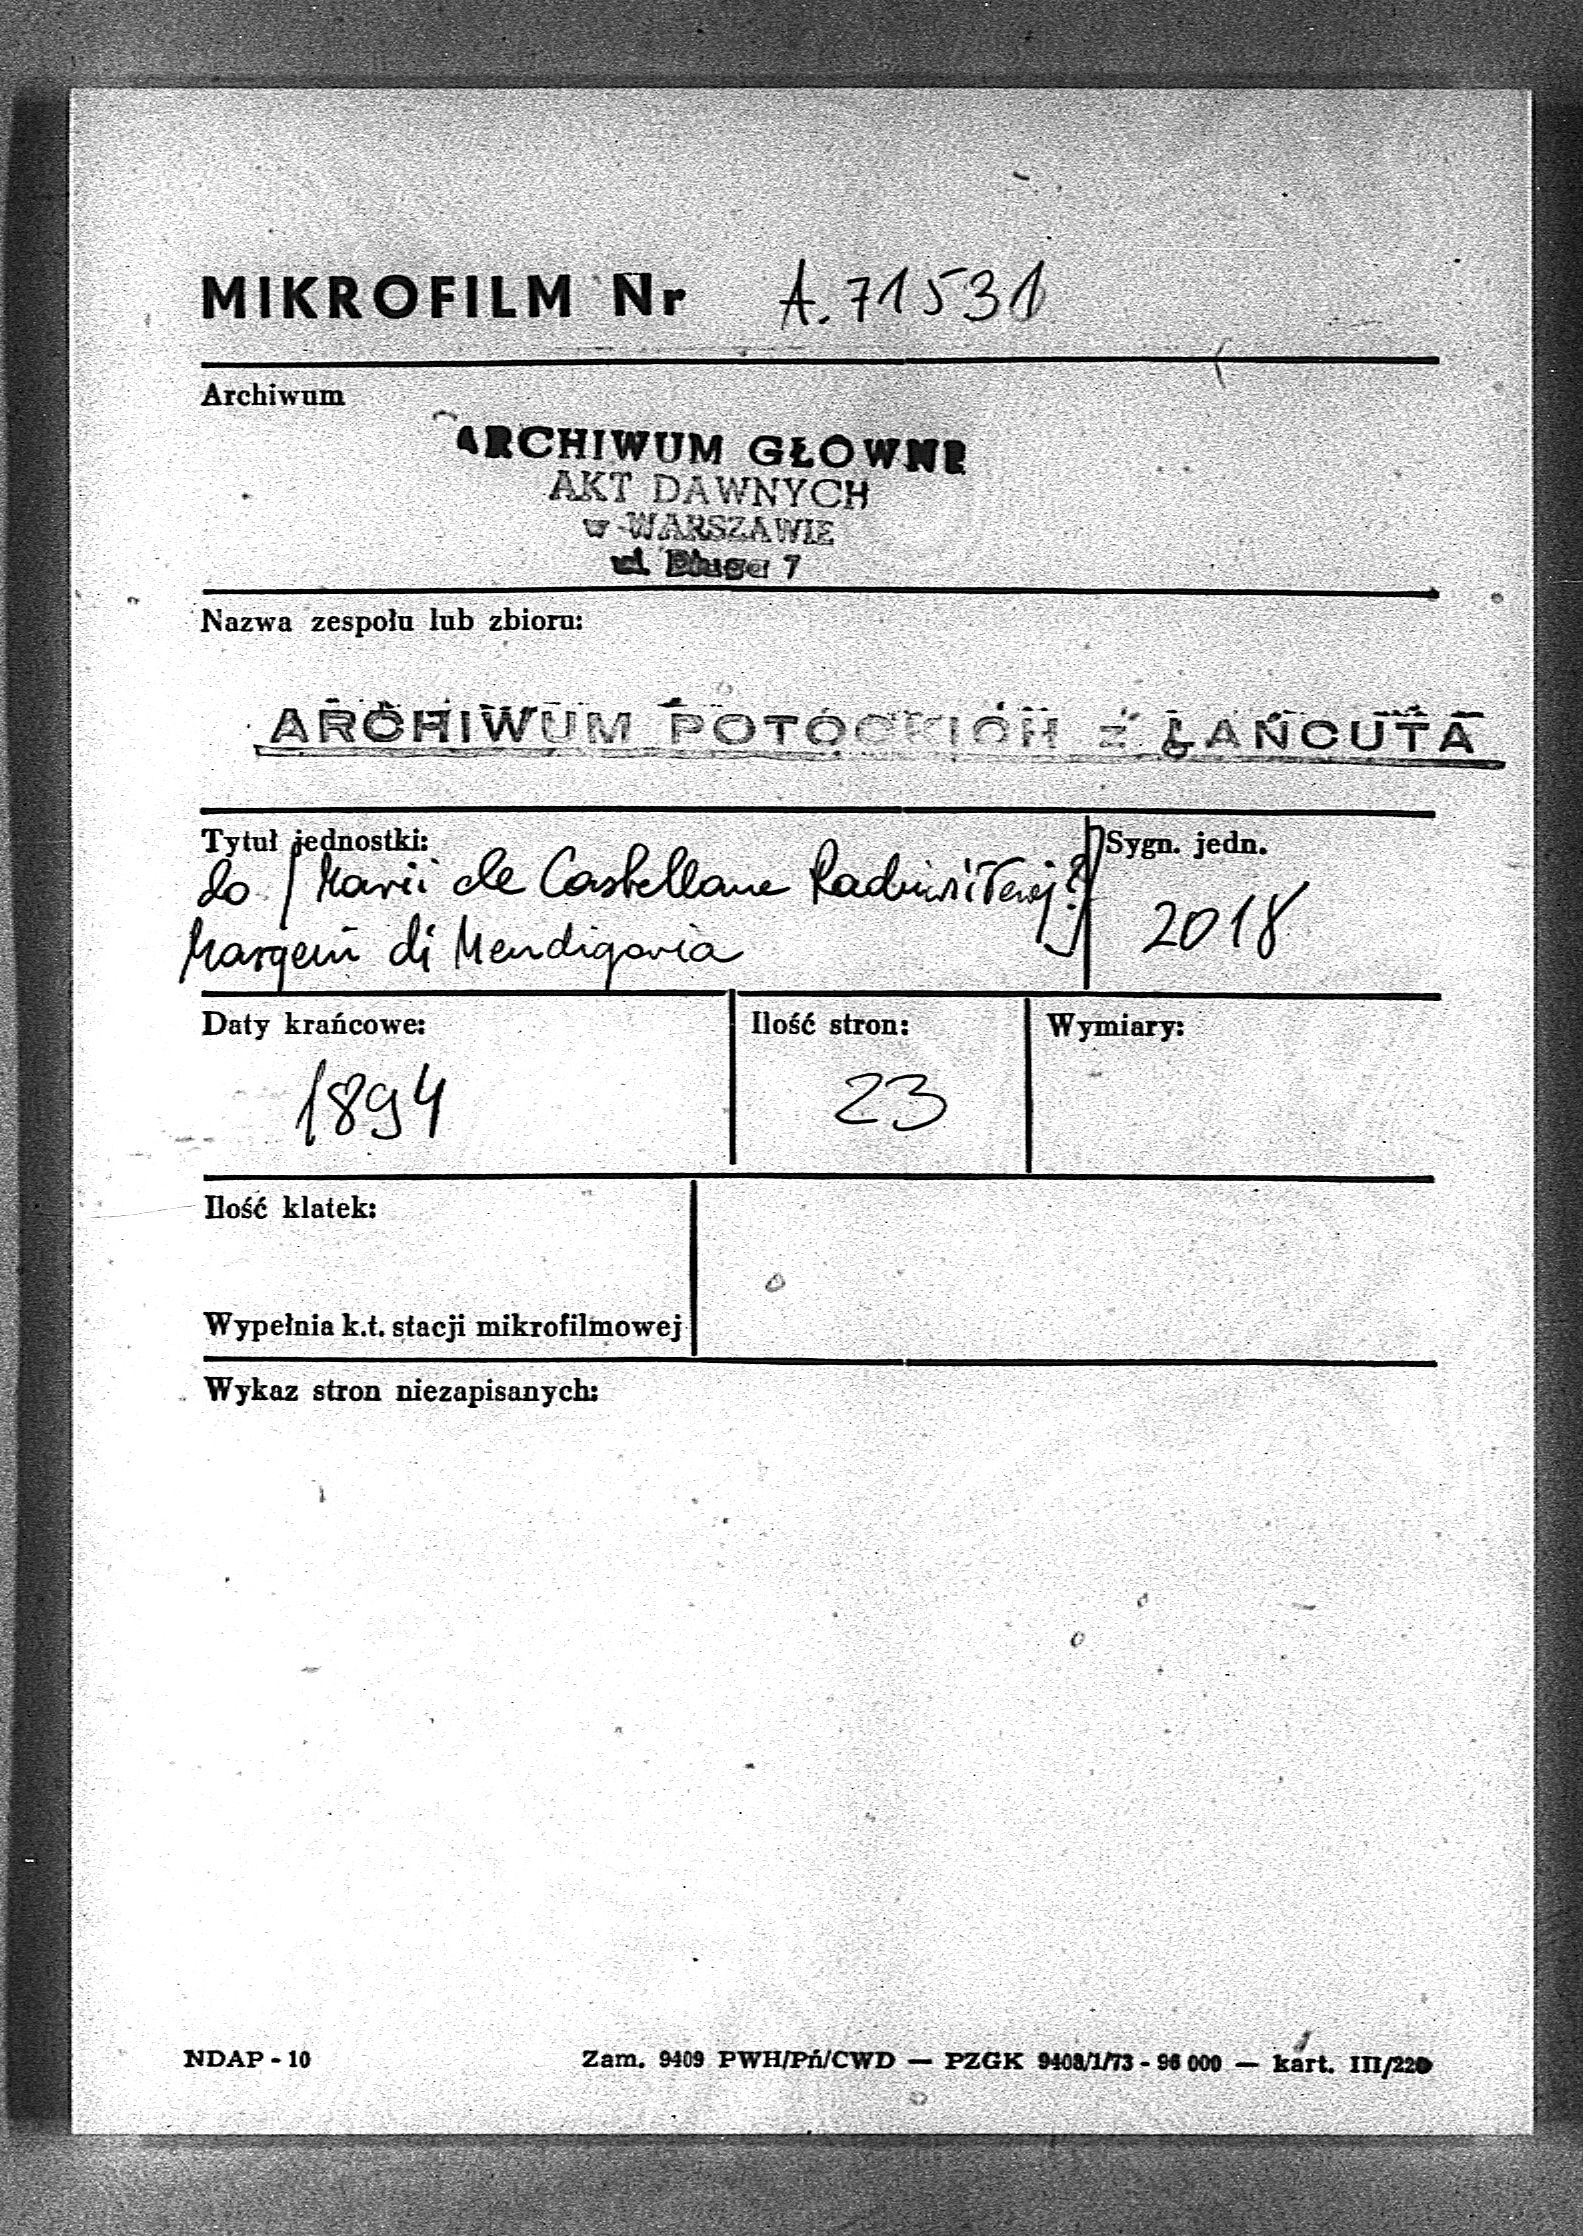 MIKROFILM Nr A.71531
Archiwum
ARCHIWUM GŁÓWNE
AKT DAWNYCH
w WARSZAWIE
ul. Długa 7
Nazwa zespołu lub zbioru:
ARCHIWUM POTOCKICH Z ŁAŃCUTA
Tytuł jednostki:
do [Marii de Castellane Radziwiłłowej?]
di Mendigovia
Sygn. jedn.
2018
Daty krańcowe:
1894
Ilość stron:
23
Wymiary:
Ilość klatek:
Wypełnia k.t. stacji mikrofilmowej
Wykaz stron niezapisanych:
NDAP - 10
Zam. 9409 PWH/Pń/CWD — PZGK 9408/1/73 - 96 000 — kart. III/220